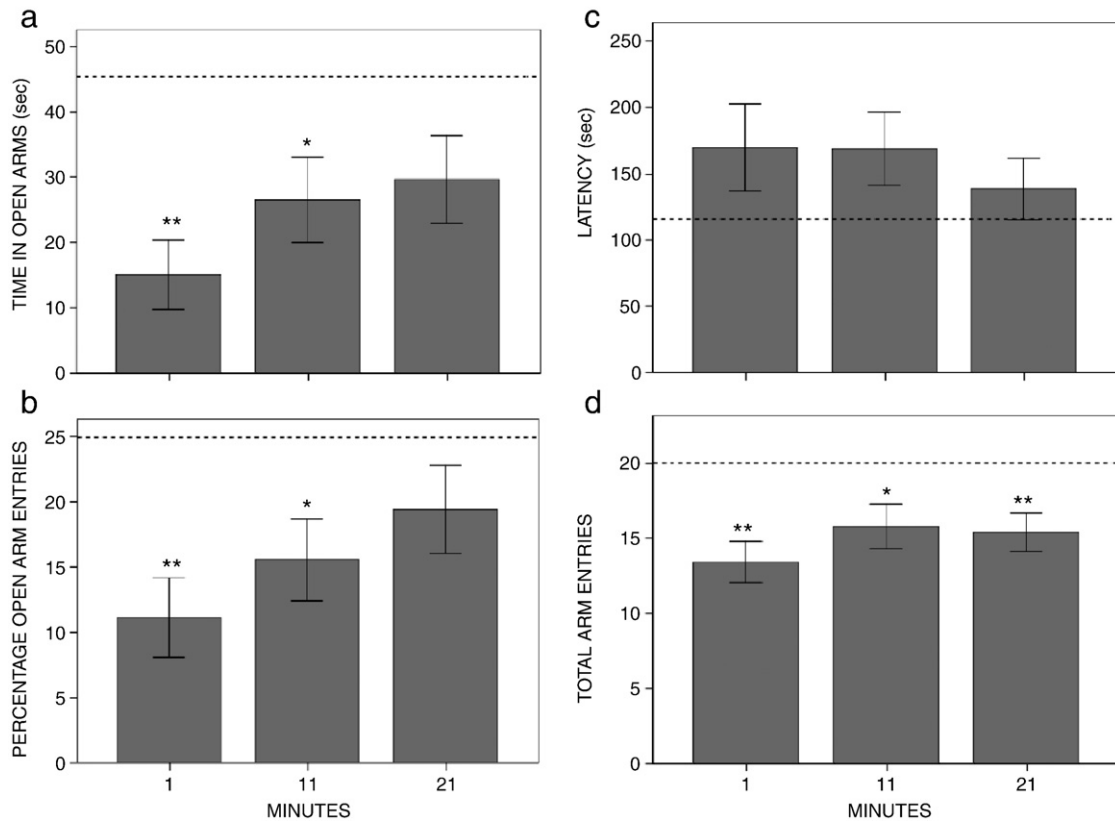 a
TIME IN OPEN ARMS (sec)
50
40
30
20
10
0
**
*
b
PERCENTAGE OPEN ARM ENTRIES
25
20
15
10
5
0
**
*
1 11 21
MINUTES
c
LATENCY (sec)
250
200
150
100
50
0
d
TOTAL ARM ENTRIES
20
15
10
5
0
**
*
**
1 11 21
MINUTES